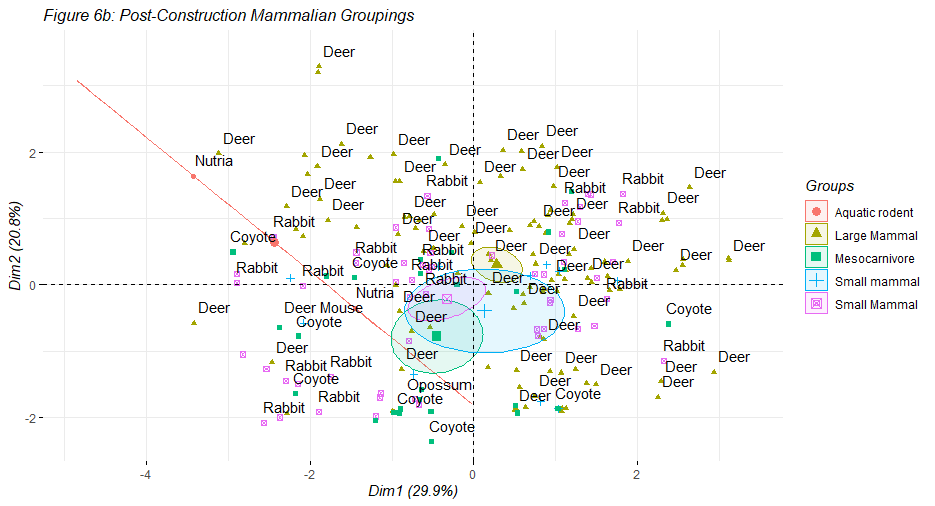 Figure 6b: Post-Construction Mammalian Groupings
Deer
Deer
Deer
Deer
Deer
Deer
Deer
Deer
Deer
Deer
Nutria
Deer
Deer
Deer
Rabbit
Rabbit
Rabbit
Deer
Deer
Deer
Deer
Deer
Deer
Deer
Rabbit
Rabbit
Deer
Deer
Coyote
Deer
Deer
Deer
Rabbit
Rabbit
Deer
Deer
Deer
Deer
Rabbit
Rabbit
Coyote
Rabbit
Deer
Deer
Deer
Rabbit
Deer
Deer
Rabbit
Nutria
Deer
Deer
Deer
Deer Mouse
Deer
Coyote
Coyote
Deer
Deer
Deer
Rabbit
Deer
Deer
Rabbit
Rabbit
Deer
Deer
Deer
Deer
Coyote
Opossum
Deer
Deer
Rabbit
Rabbit
Coyote
Deer
Coyote
Coyote
2
0
-2
-4
-2
0
2
Dim1 (29.9%)
Dim2 (20.8%)
Groups
Aquatic rodent
Large Mammal
Mesocarnivore
Small mammal
Small Mammal